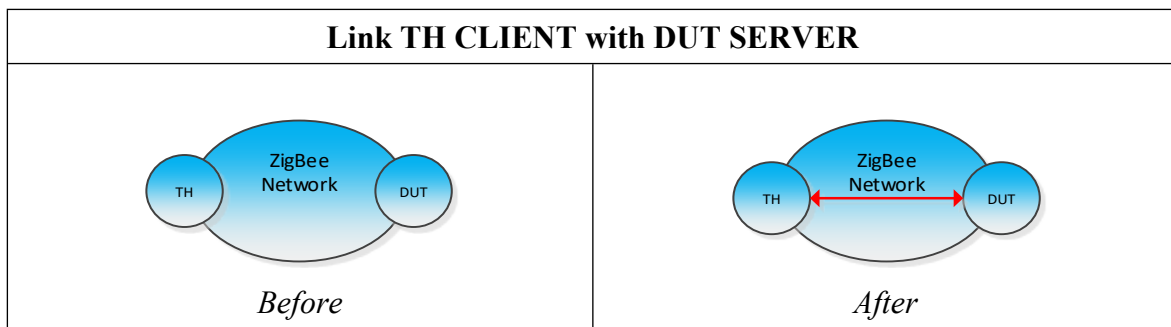 Link TH CLIENT with DUT SERVER
ZigBee
Network
TH
DUT
Before
ZigBee
Network
TH
DUT
After